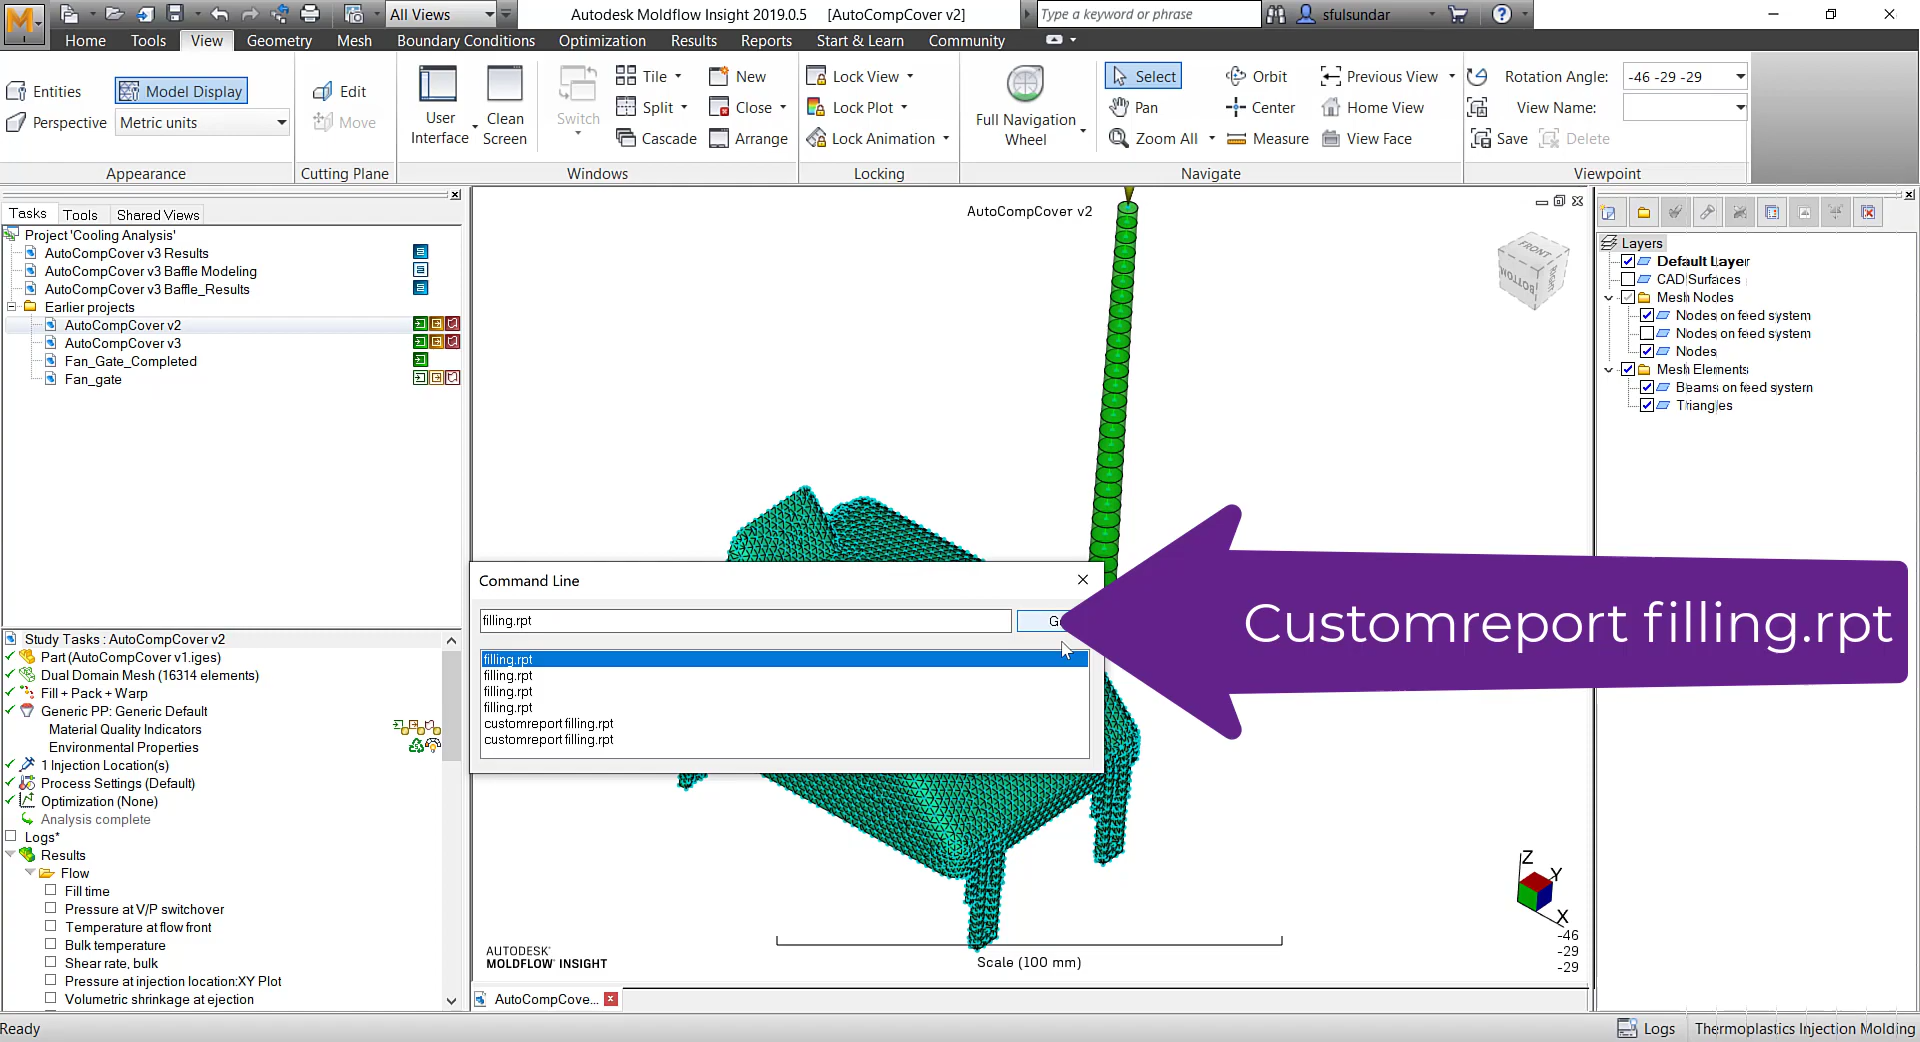 All Views
Autodesk Moldflow Insight 2019.0.5 [AutoCompCover v2]
Type a keyword or phrase
sfulsundar
Home Tools View Geometry Mesh Boundary Conditions Optimization Results Reports Start & Learn Community
Entities
Model Display
Perspective
Metric units
Appearance
Edit
Move
Cutting Plane
User Interface
Clean Screen
Switch
Tile
Split
Cascade
New
Close
Arrange
Windows
Lock View
Lock Plot
Lock Animation
Locking
Full Navigation Wheel
Select
Pan
Zoom All
Orbit
Center
Measure
Previous View
Home View
View Face
Navigate
Rotation Angle: -46 -29 -29
View Name:
Save Delete
Viewpoint
Tasks Tools Shared Views
Project 'Cooling Analysis'
AutoCompCover v3 Results
AutoCompCover v3 Baffle Modeling
AutoCompCover v3 Baffle_Results
Earlier projects
AutoCompCover v2
AutoCompCover v3
Fan_Gate_Completed
Fan_gate
Study Tasks : AutoCompCover v2
Part (AutoCompCover v1.iges)
Dual Domain Mesh (16314 elements)
Fill + Pack + Warp
Generic PP: Generic Default
Material Quality Indicators
Environmental Properties
1 Injection Location(s)
Process Settings (Default)
Optimization (None)
Analysis complete
Logs*
Results
Flow
Fill time
Pressure at V/P switchover
Temperature at flow front
Bulk temperature
Shear rate, bulk
Pressure at injection location:XY Plot
Volumetric shrinkage at ejection
AutoCompCover v2
FRONT
BOTTOM
Command Line
filling.rpt
filling.rpt
filling.rpt
filling.rpt
filling.rpt
customreport filling.rpt
customreport filling.rpt
Customreport filling.rpt
AUTODESK®
MOLDFLOW INSIGHT
Scale (100 mm)
Z
Y
X
-46
-29
-29
AutoCompCove...
Layers
Default Layer
CAD Surfaces
Mesh Nodes
Nodes on feed system
Nodes on feed system
Nodes
Mesh Elements
Beams on feed system
Triangles
Ready
Logs
Thermoplastics Injection Molding